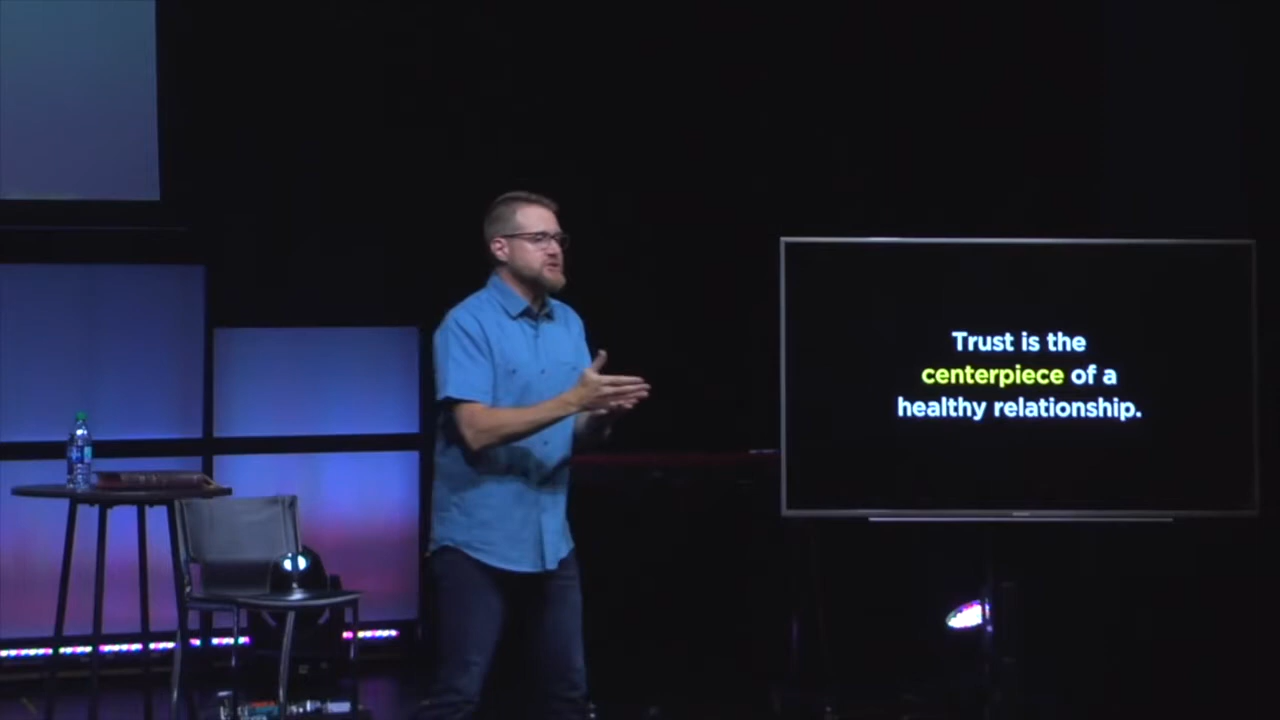 Trust is the
centerpiece of a
healthy relationship.